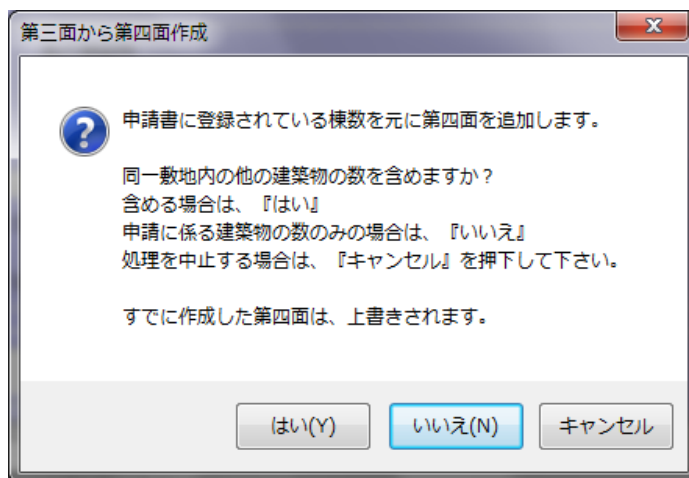 第三面から第四面作成
申請書に登録されている棟数を元に第四面を追加します。
同一敷地内の他の建築物の数を含めますか？
含める場合は、『はい』
申請に係る建築物の数のみの場合は、『いいえ』
処理を中止する場合は、『キャンセル』を押下して下さい。
すでに作成した第四面は、上書きされます。
はい(Y)
いいえ(N)
キャンセル